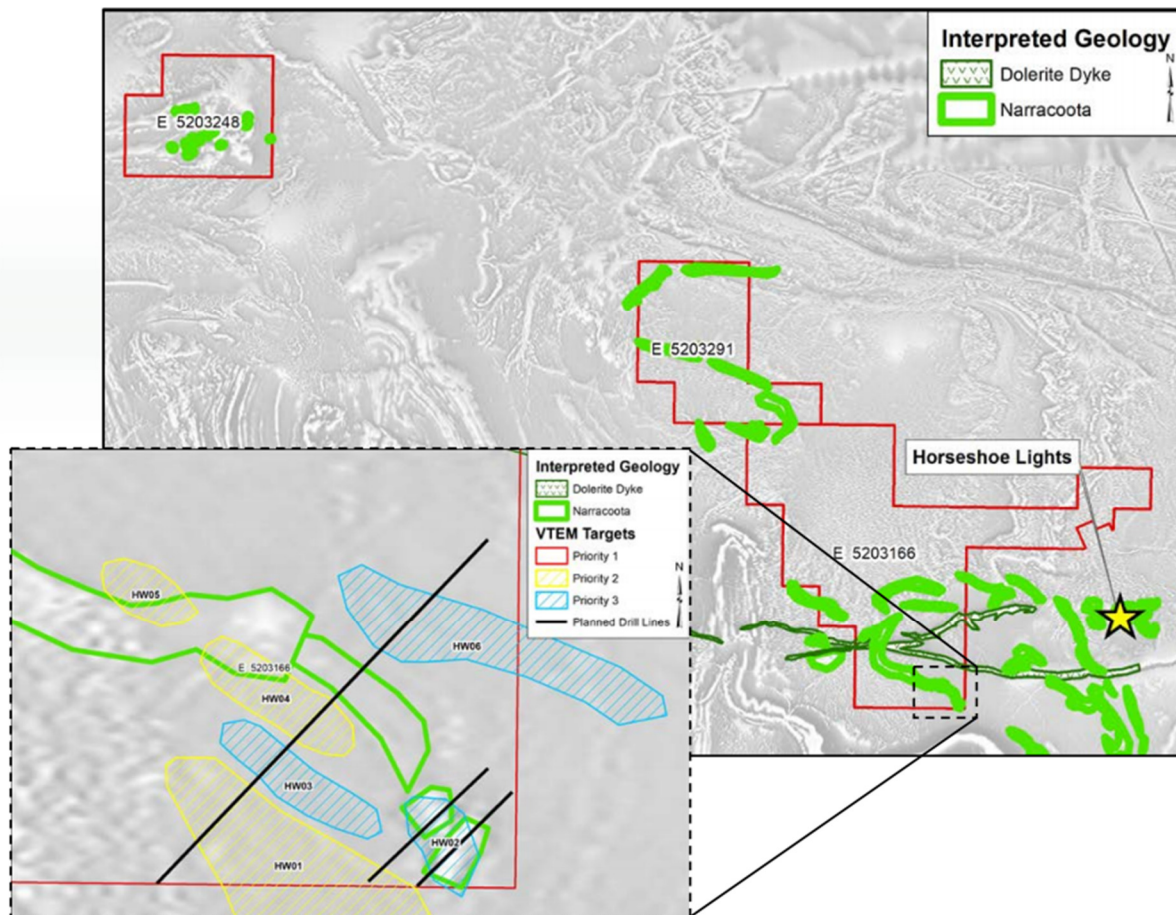 Interpreted Geology
Dolerite Dyke
Narracoota
N
E 5203248
E 5203291
Horseshoe Lights
E 5203166
Interpreted Geology
Dolerite Dyke
Narracoota
VTEM Targets
Priority 1
Priority 2
Priority 3
Planned Drill Lines
N
HW05
HW06
E 5203166
HW04
HW03
HW02
HW01